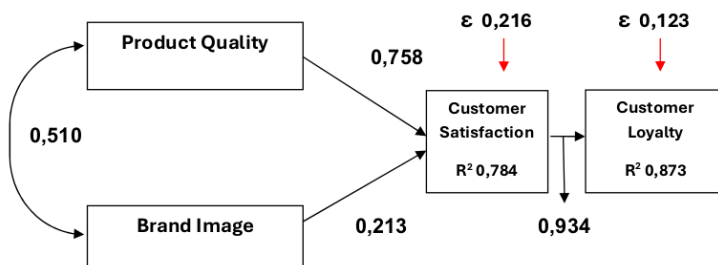 ε 0,216
ε 0,123
Product Quality
0,758
Customer
Satisfaction
R² 0,784
Customer
Loyalty
R² 0,873
0,510
Brand Image
0,213
0,934